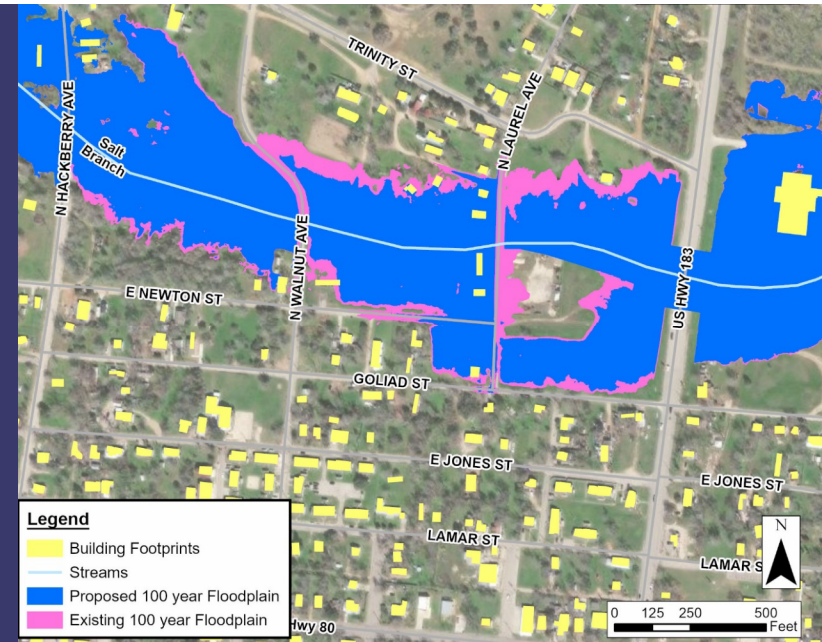 TRINITY ST
N LAUREL AVE
N HACKBERRY AVE
Salt
Branch
N WALNUT AVE
US HWY 183
E NEWTON ST
GOLIAD ST
E JONES ST
E JONES ST
LAMAR ST
LAMAR S
Hwy 80
Legend
Building Footprints
Streams
Proposed 100 year Floodplain
Existing 100 year Floodplain
N
0 125 250 500
Feet